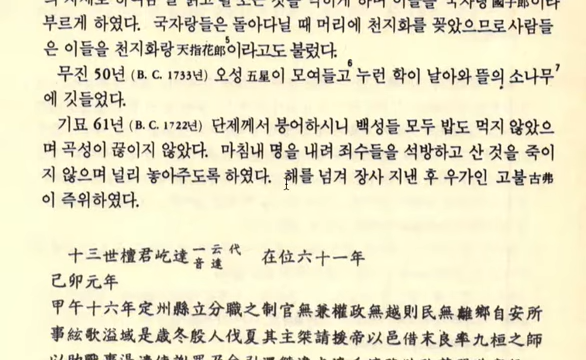 부르게 하였다. 국자랑들은 돌아다닐 때 머리에 천지화를 꽂았으므로 사람들
은 이들을 천지화랑天指花郎5이라고도 불렀다.
무진 50년 (B. C. 1733년) 오성五星이 모여들고6 누런 학이 날아와 뜰의 소나무7
에 깃들었다.
기묘 61년 (B. C. 1722년) 단제께서 붕어하시니 백성들 모두 밥도 먹지 않았으
며 곡성이 끊이지 않았다. 마침내 명을 내려 죄수들을 석방하고 산 것을 죽이
지 않으며 널리 놓아주도록 하였다. 해를 넘겨 장사 지낸 후 우가인 고불古弗
이 즉위하였다.
十三世檀君屹達一云代音達 在位六十一年
己卯元年
甲午十六年定州縣立分職之制官無兼權政無越則民無離鄉自安所
事絃歌溢域是歲冬殷人伐夏其主桀請援帝以邑借末良率九桓之師